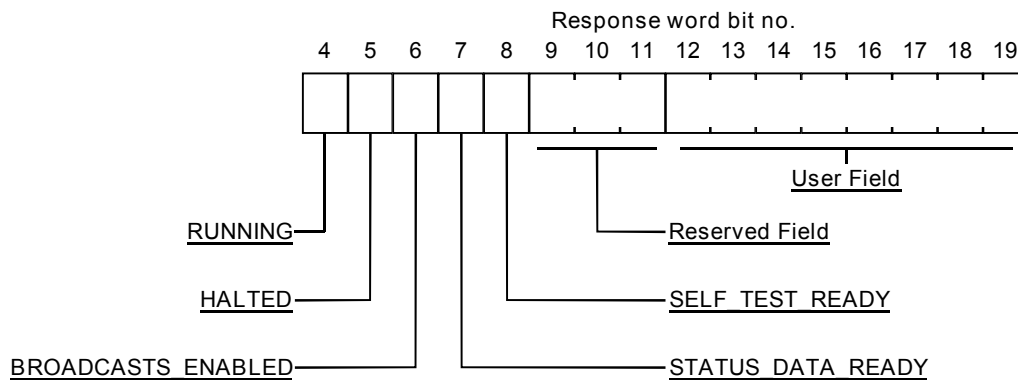 Response word bit no.
4 5 6 7 8 9 10 11 12 13 14 15 16 17 18 19
User Field
RUNNING Reserved Field
HALTED SELF_TEST_READY
BROADCASTS_ENABLED STATUS_DATA_READY